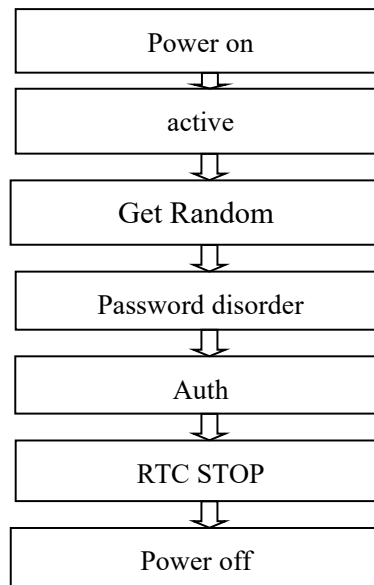 Power on
active
Get Random
Password disorder
Auth
RTC STOP
Power off